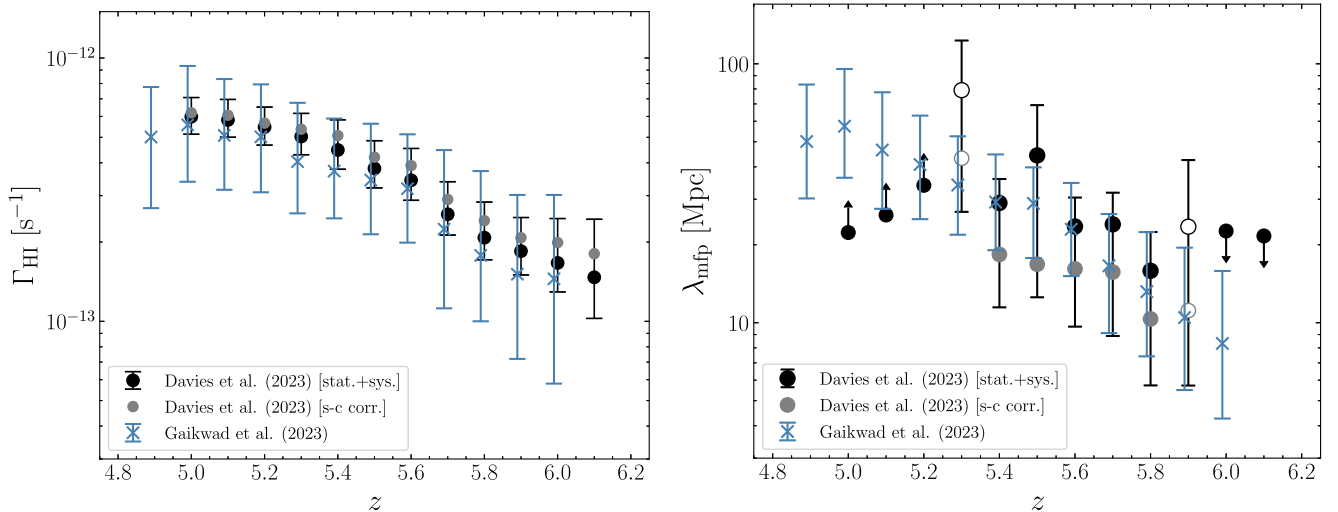 10⁻¹²
10⁻¹³
Γ_HI [s⁻¹]
Davies et al. (2023) [stat.+sys.]
Davies et al. (2023) [s-c corr.]
Gaikwad et al. (2023)
4.8 5.0 5.2 5.4 5.6 5.8 6.0 6.2
z
100
10
λ_mfp [Mpc]
Davies et al. (2023) [stat.+sys.]
Davies et al. (2023) [s-c corr.]
Gaikwad et al. (2023)
4.8 5.0 5.2 5.4 5.6 5.8 6.0 6.2
z